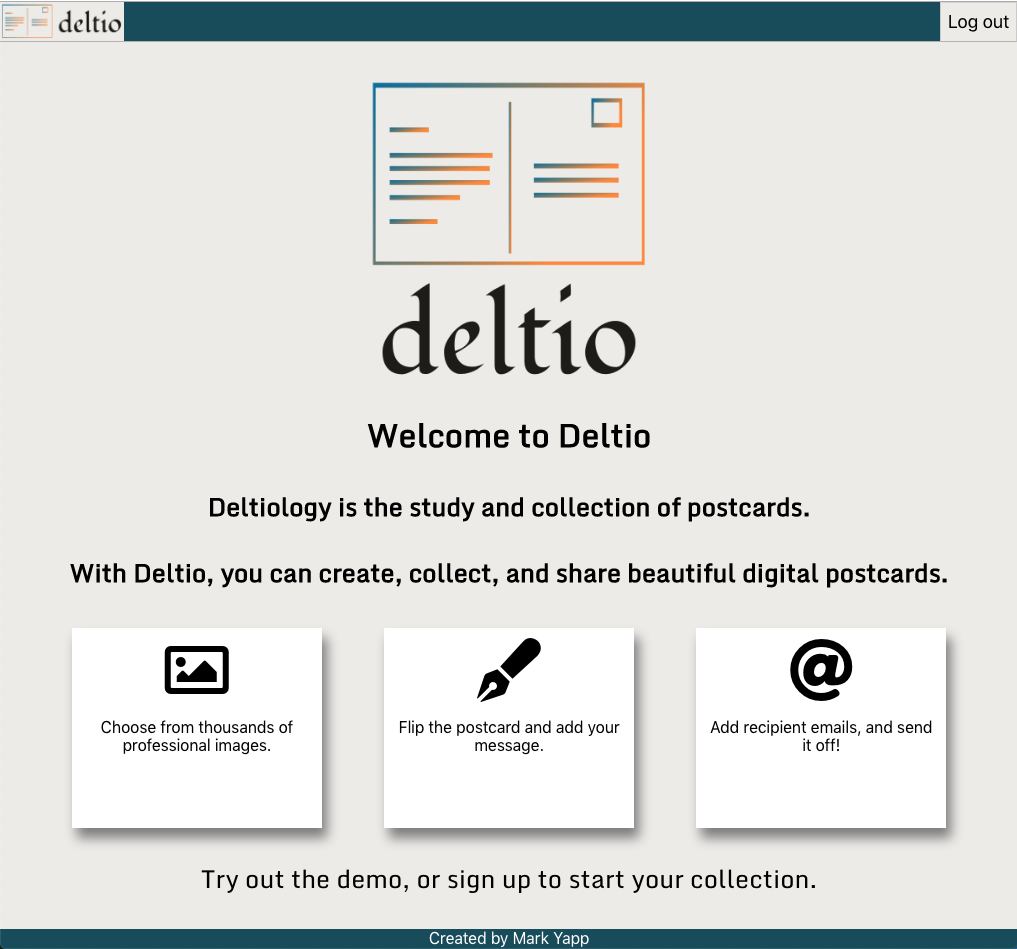 deltio
Log out
deltio
Welcome to Deltio
Deltiology is the study and collection of postcards.
With Deltio, you can create, collect, and share beautiful digital postcards.
Choose from thousands of
professional images.
Flip the postcard and add your
message.
@
Add recipient emails, and send
it off!
Try out the demo, or sign up to start your collection.
Created by Mark Yapp